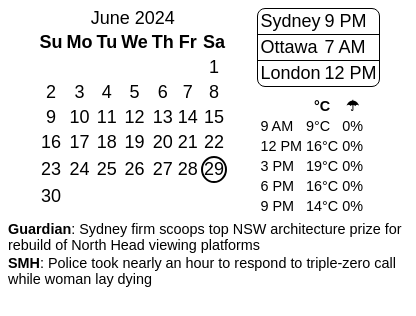 June 2024
Su Mo Tu We Th Fr Sa
1
2 3 4 5 6 7 8
9 10 11 12 13 14 15
16 17 18 19 20 21 22
23 24 25 26 27 28 29
30
Sydney 9 PM
Ottawa 7 AM
London 12 PM
°C ☂
9 AM 9°C 0%
12 PM 16°C 0%
3 PM 19°C 0%
6 PM 16°C 0%
9 PM 14°C 0%
Guardian: Sydney firm scoops top NSW architecture prize for
rebuild of North Head viewing platforms
SMH: Police took nearly an hour to respond to triple-zero call
while woman lay dying